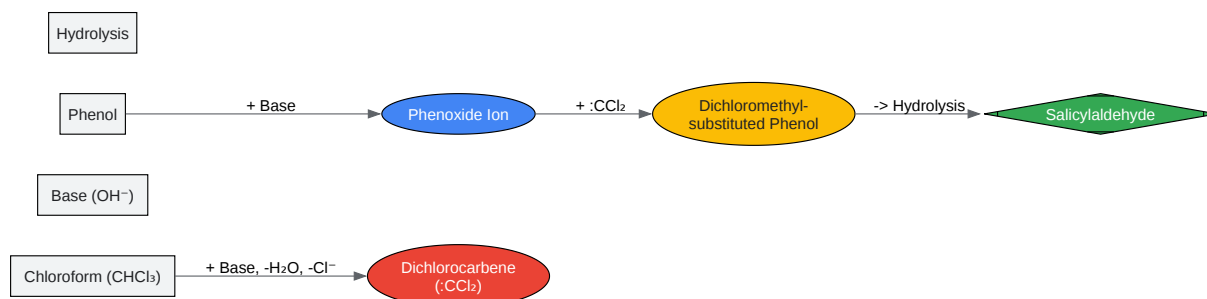 Hydrolysis
Phenol
+ Base
Phenoxide Ion
+ :CCl₂
Dichloromethyl-
substituted Phenol
-> Hydrolysis
Salicylaldehyde
Base (OH⁻)
Chloroform (CHCl₃)
+ Base, -H₂O, -Cl⁻
Dichlorocarbene
(:CCl₂)